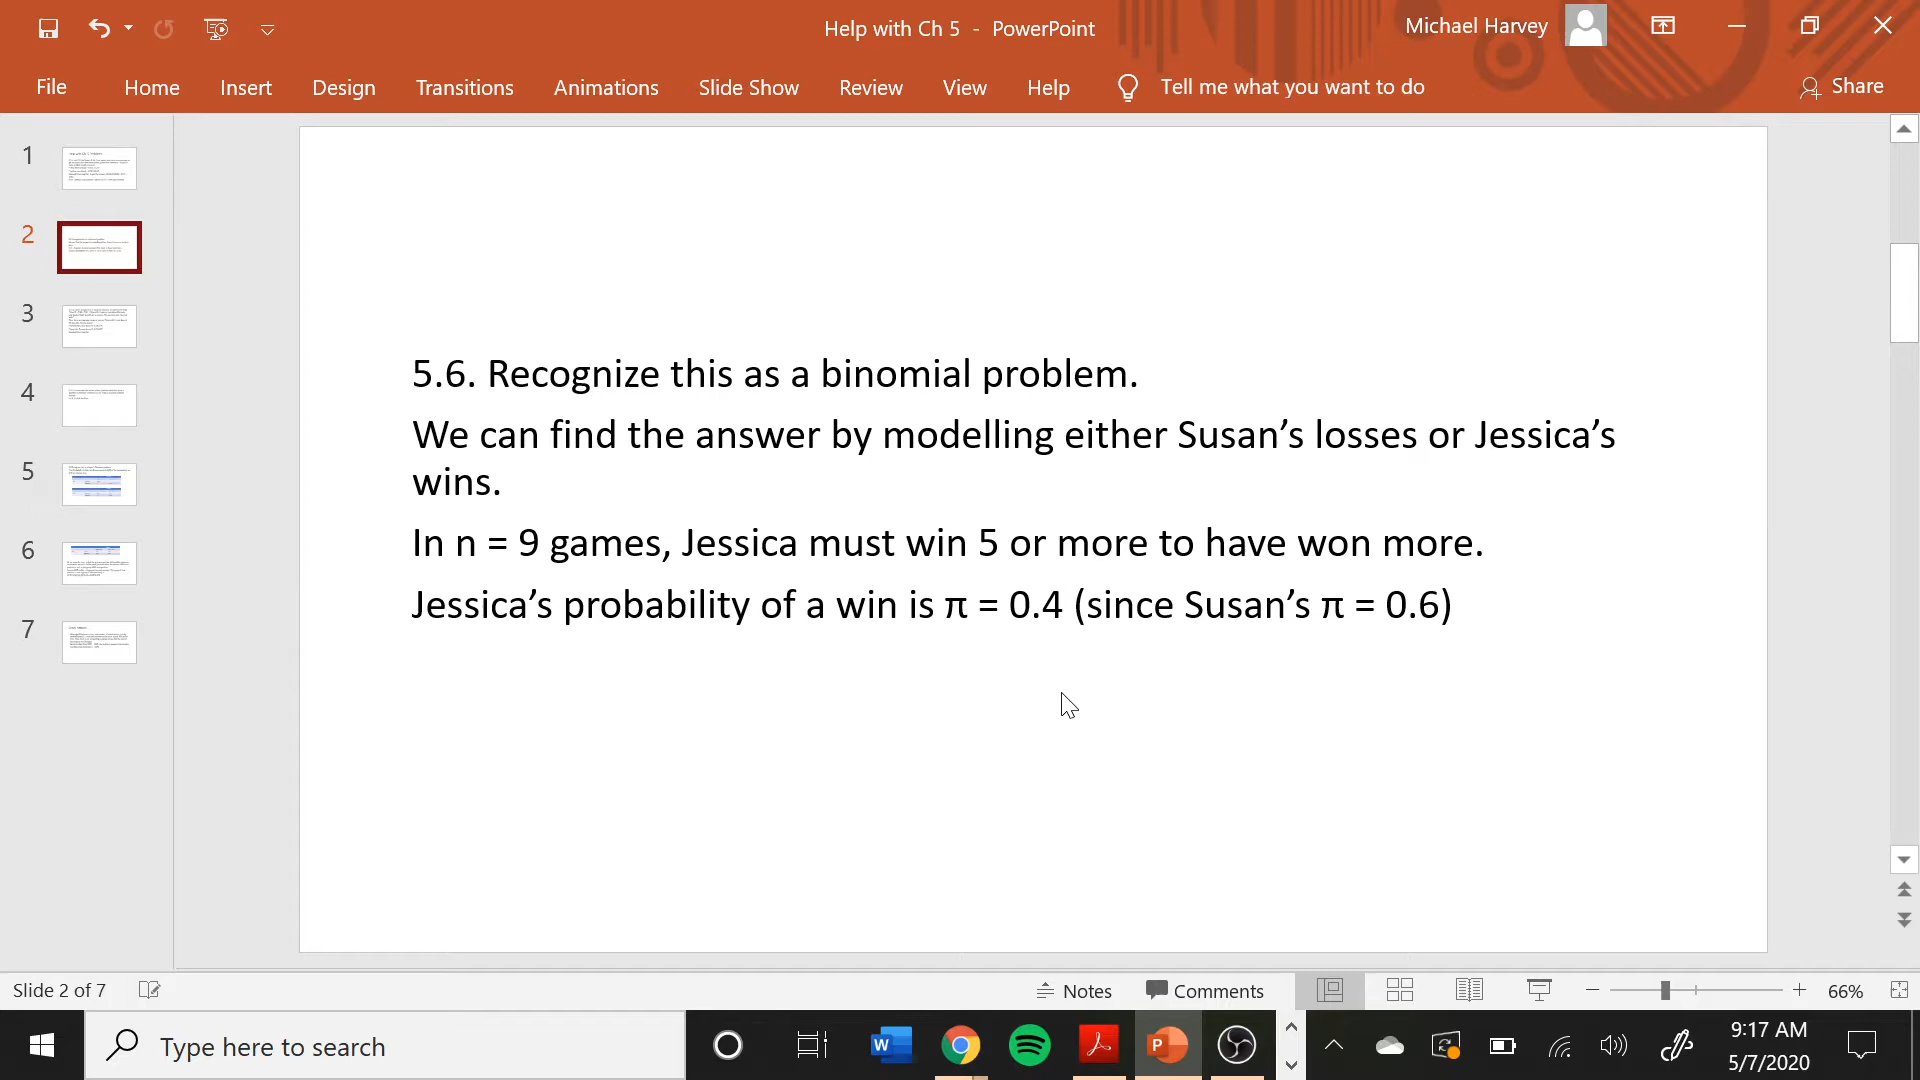 Help with Ch 5 - PowerPoint
Michael Harvey
File Home Insert Design Transitions Animations Slide Show Review View Help Tell me what you want to do Share
1
2
3
4
5
6
7
5.6. Recognize this as a binomial problem.
We can find the answer by modelling either Susan’s losses or Jessica’s
wins.
In n = 9 games, Jessica must win 5 or more to have won more.
Jessica’s probability of a win is π = 0.4 (since Susan’s π = 0.6)
Slide 2 of 7
Notes Comments 66%
Type here to search
9:17 AM
5/7/2020